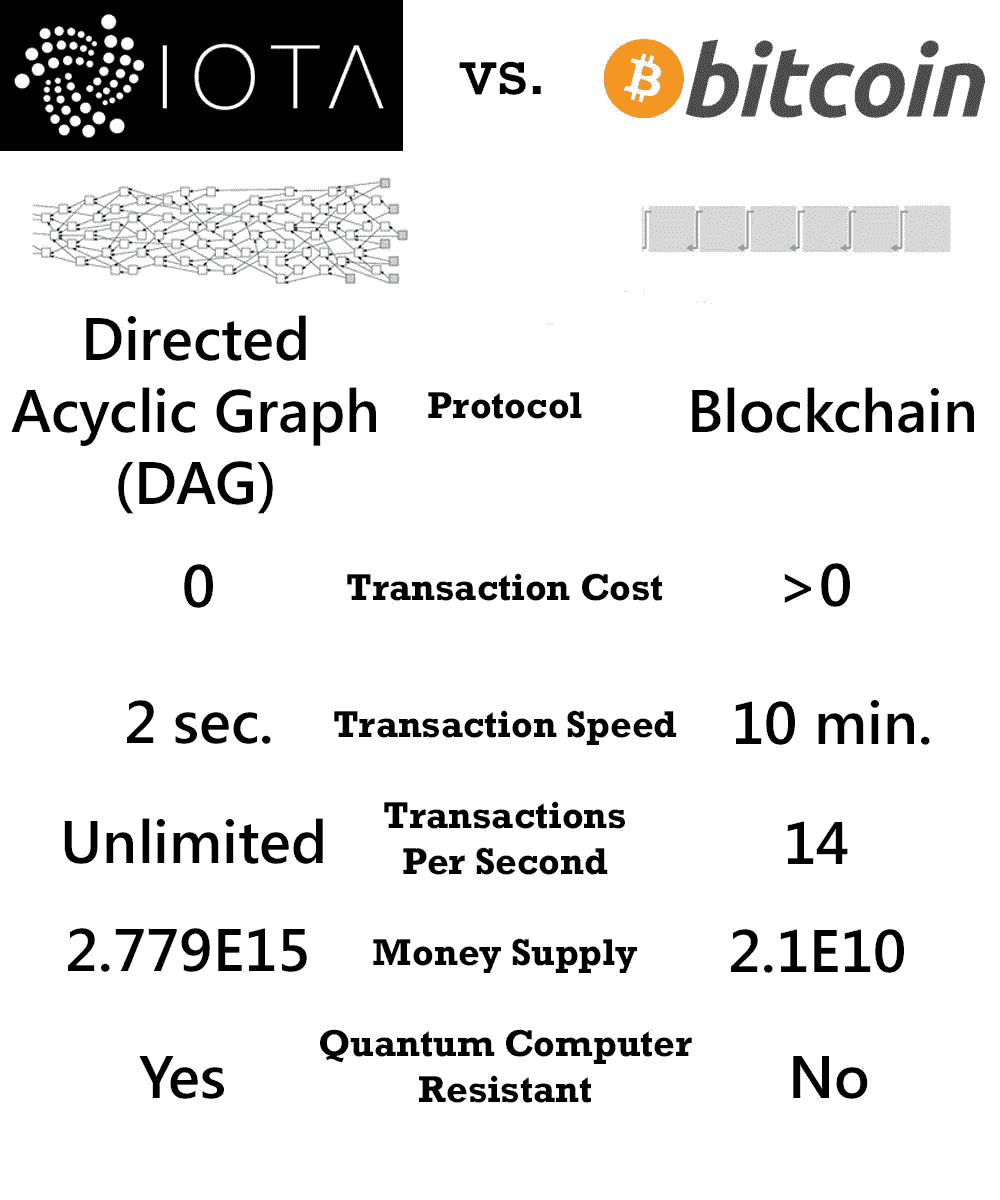 IOTA vs. bitcoin
Directed
Acyclic Graph Protocol Blockchain
(DAG)
0 Transaction Cost >0
2 sec. Transaction Speed 10 min.
Unlimited Transactions
Per Second 14
2.779E15 Money Supply 2.1E10
Yes Quantum Computer
Resistant No